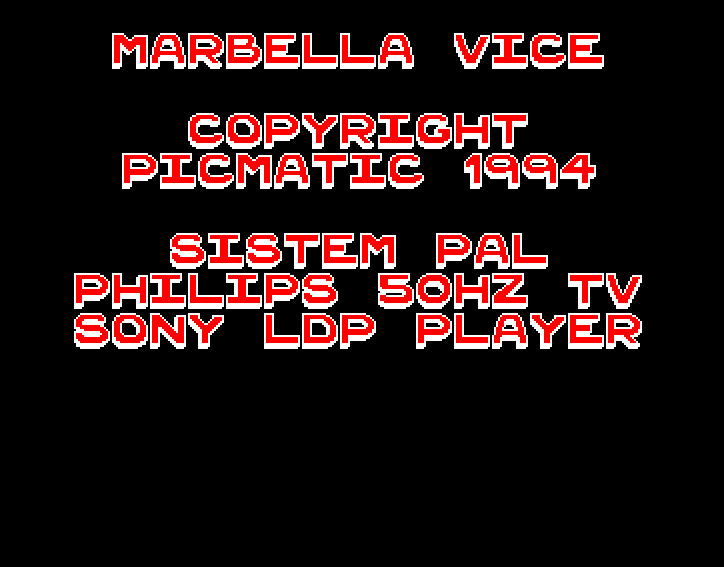 MARBELLA VICE
COPYRIGHT
PICMATIC 1994
SISTEM PAL
PHILIPS 50HZ TV
SONY LDP PLAYER